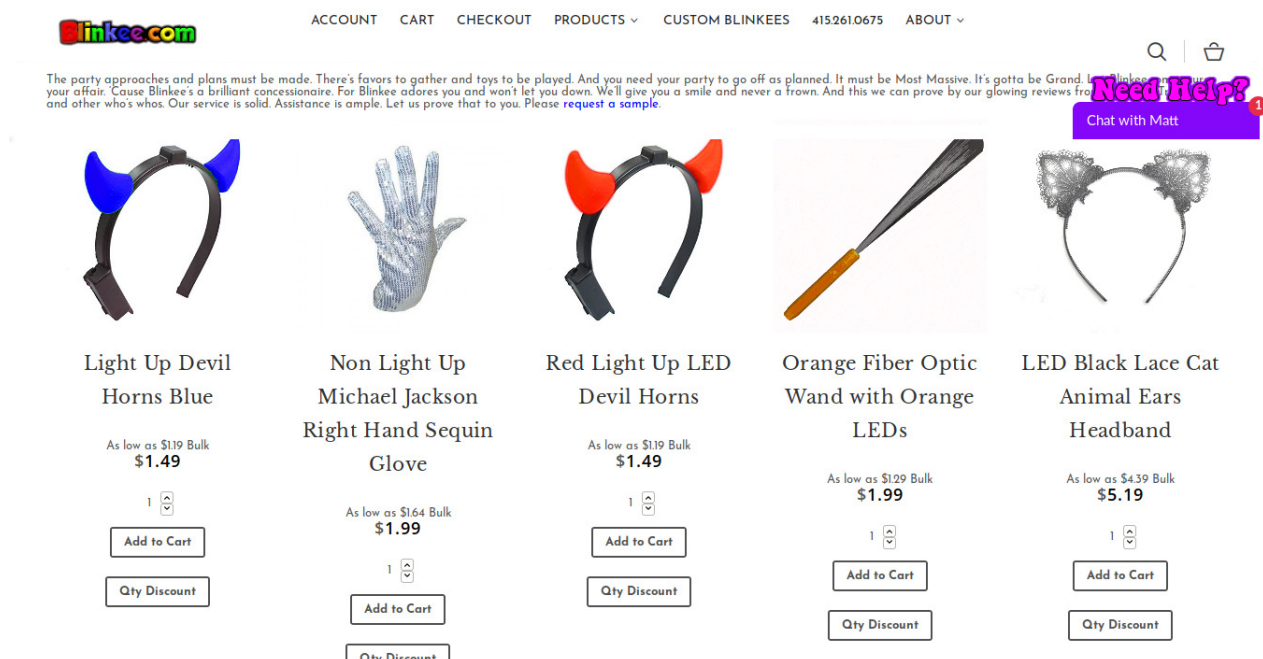 Blinkee.com
ACCOUNT CART CHECKOUT PRODUCTS CUSTOM BLINKEES 415.261.0675 ABOUT
The party approaches and plans must be made. There's favors to gather and toys to be played. And you need your party to go off as planned. It must be Most Massive. It's gotta be Grand.
your affair. 'Cause Blinkee's a brilliant concessionaire. For Blinkee adores you and won't let you down. We'll give you a smile and never a frown. And this we can prove by our glowing reviews
and other who's whos. Our service is solid. Assistance is ample. Let us prove that to you. Please request a sample.
Need Help?
1
Chat with Matt
Light Up Devil
Horns Blue
As low as $1.19 Bulk
$1.49
1
Add to Cart
Qty Discount
Non Light Up
Michael Jackson
Right Hand Sequin
Glove
As low as $1.64 Bulk
$1.99
1
Add to Cart
Qty Discount
Red Light Up LED
Devil Horns
As low as $1.19 Bulk
$1.49
1
Add to Cart
Qty Discount
Orange Fiber Optic
Wand with Orange
LEDs
As low as $1.29 Bulk
$1.99
1
Add to Cart
Qty Discount
LED Black Lace Cat
Animal Ears
Headband
As low as $4.39 Bulk
$5.19
1
Add to Cart
Qty Discount